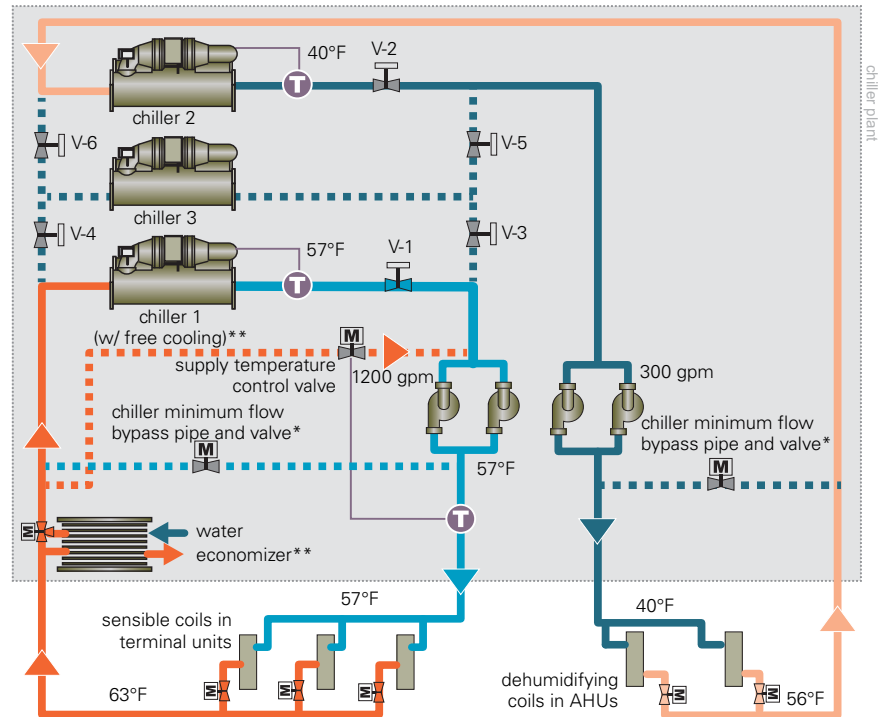 40°F
V-2
chiller 2
V-6
V-5
chiller 3
V-4
V-3
57°F
V-1
T
T
chiller 1
(w/ free cooling)**
M
supply temperature
control valve
1200 gpm
300 gpm
chiller minimum flow
bypass pipe and valve*
M
57°F
chiller minimum flow
bypass pipe and valve*
M
T
M
water
economizer**
chiller plant
57°F
sensible coils in
terminal units
M
M
M
63°F
40°F
dehumidifying
coils in AHUs
M
M
56°F